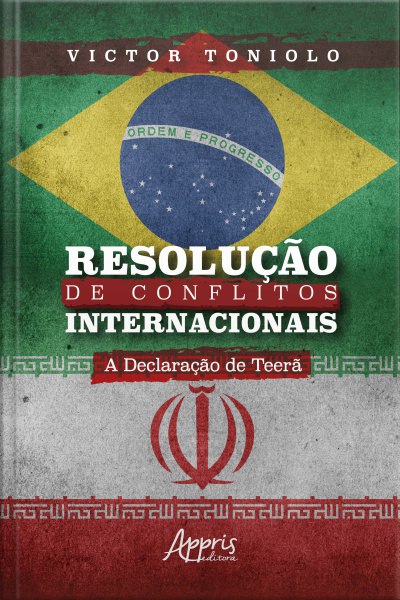 VICTOR TONIOLO
ORDEM E PROGRESSO
RESOLUÇÃO
DE CONFLITOS
INTERNACIONAIS
A Declaração de Teerã
Appris
editora